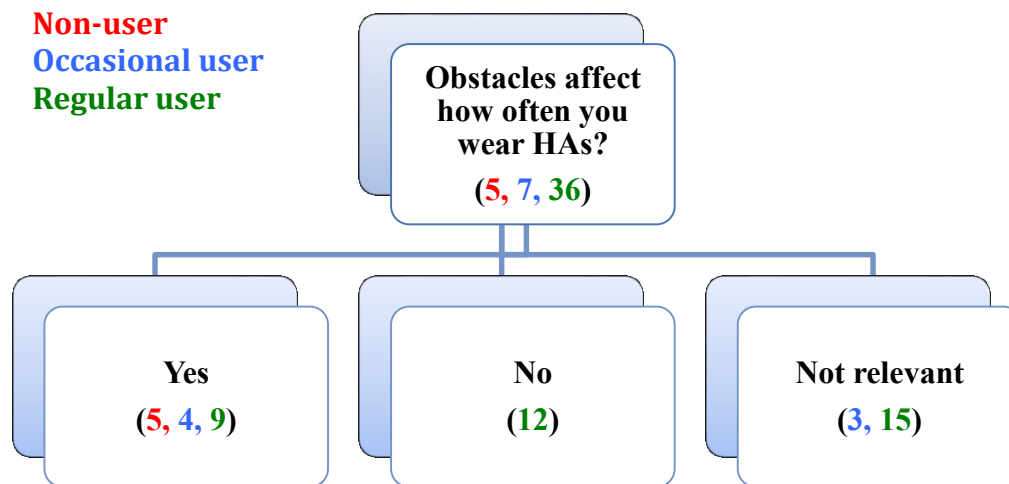 Non-user
Occasional user
Regular user
Obstacles affect
how often you
wear HAs?
(5, 7, 36)
Yes
(5, 4, 9)
No
(12)
Not relevant
(3, 15)